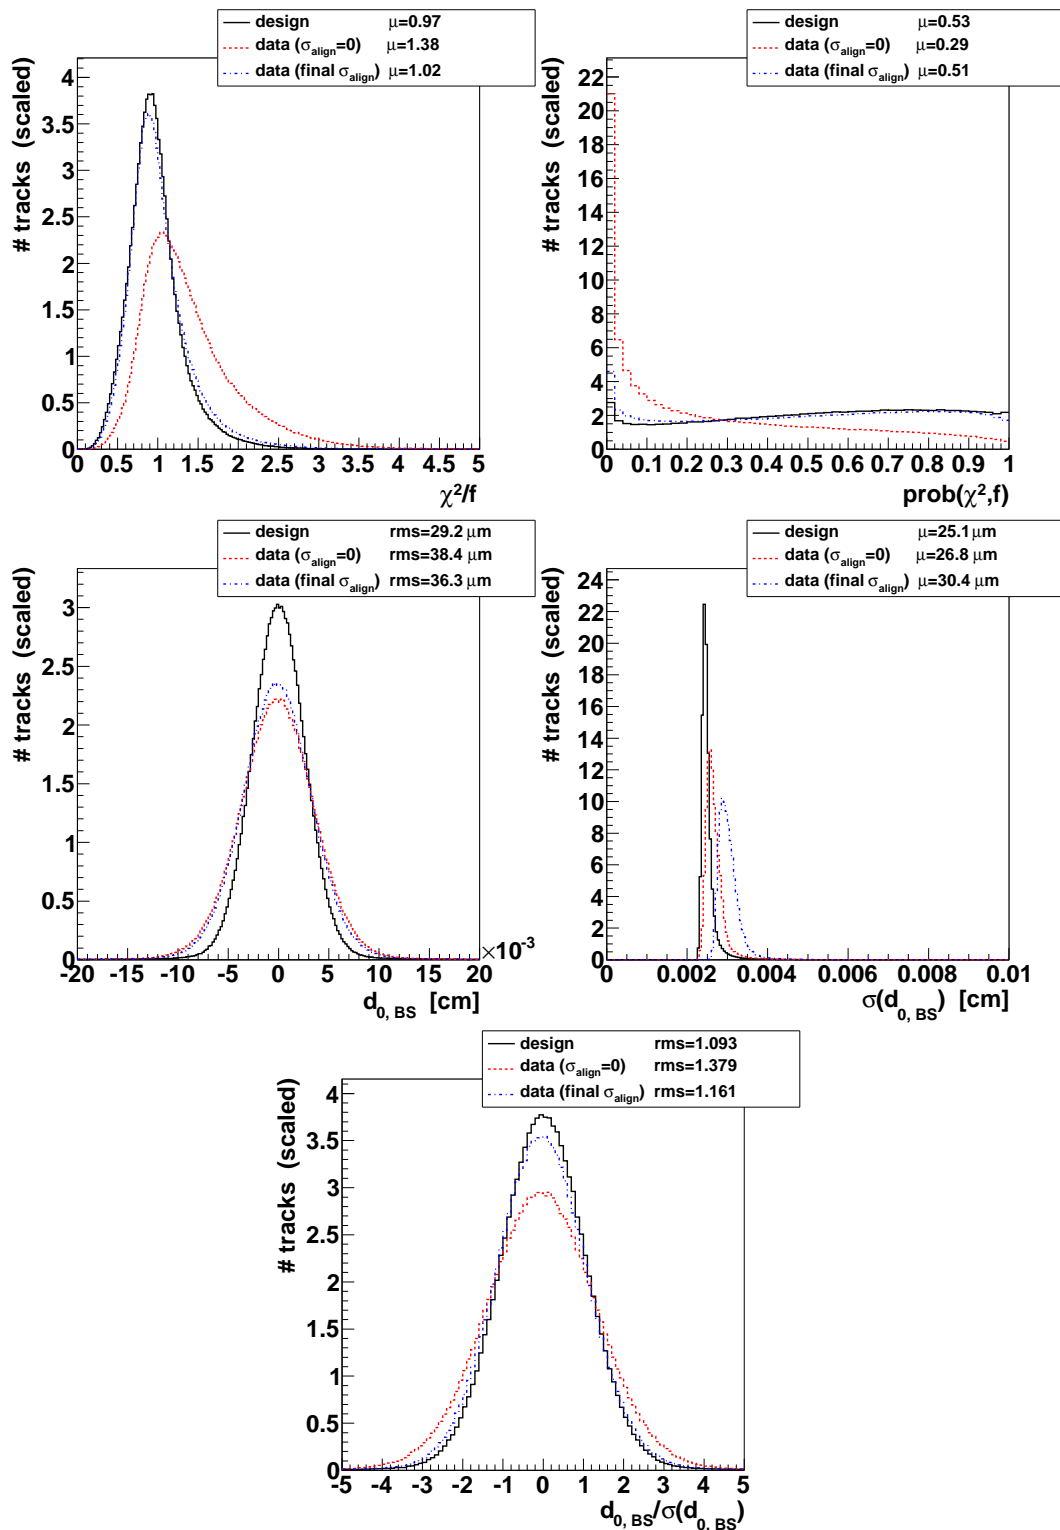 design μ=0.97
data (σalign=0) μ=1.38
data (final σalign) μ=1.02
# tracks (scaled)
4
3.5
3
2.5
2
1.5
1
0.5
0
0 0.5 1 1.5 2 2.5 3 3.5 4 4.5 5
χ²/f
design μ=0.53
data (σalign=0) μ=0.29
data (final σalign) μ=0.51
# tracks (scaled)
22
20
18
16
14
12
10
8
6
4
2
0
0 0.1 0.2 0.3 0.4 0.5 0.6 0.7 0.8 0.9 1
prob(χ²,f)
design rms=29.2 μm
data (σalign=0) rms=38.4 μm
data (final σalign) rms=36.3 μm
# tracks (scaled)
3
2.5
2
1.5
1
0.5
0
-20 -15 -10 -5 0 5 10 15 20
×10⁻³
d0, BS [cm]
design μ=25.1 μm
data (σalign=0) μ=26.8 μm
data (final σalign) μ=30.4 μm
# tracks (scaled)
24
22
20
18
16
14
12
10
8
6
4
2
0
0 0.002 0.004 0.006 0.008 0.01
σ(d0, BS) [cm]
design rms=1.093
data (σalign=0) rms=1.379
data (final σalign) rms=1.161
# tracks (scaled)
4
3.5
3
2.5
2
1.5
1
0.5
0
-5 -4 -3 -2 -1 0 1 2 3 4 5
d0, BS/σ(d0, BS)